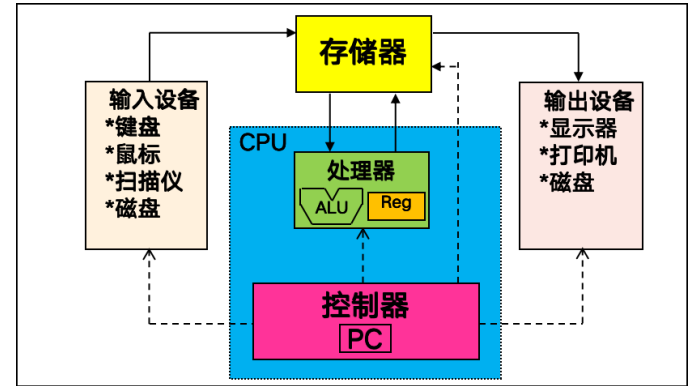 存储器
输入设备
*键盘
*鼠标
*扫描仪
*磁盘
输出设备
*显示器
*打印机
*磁盘
CPU
处理器
ALU
Reg
控制器
PC